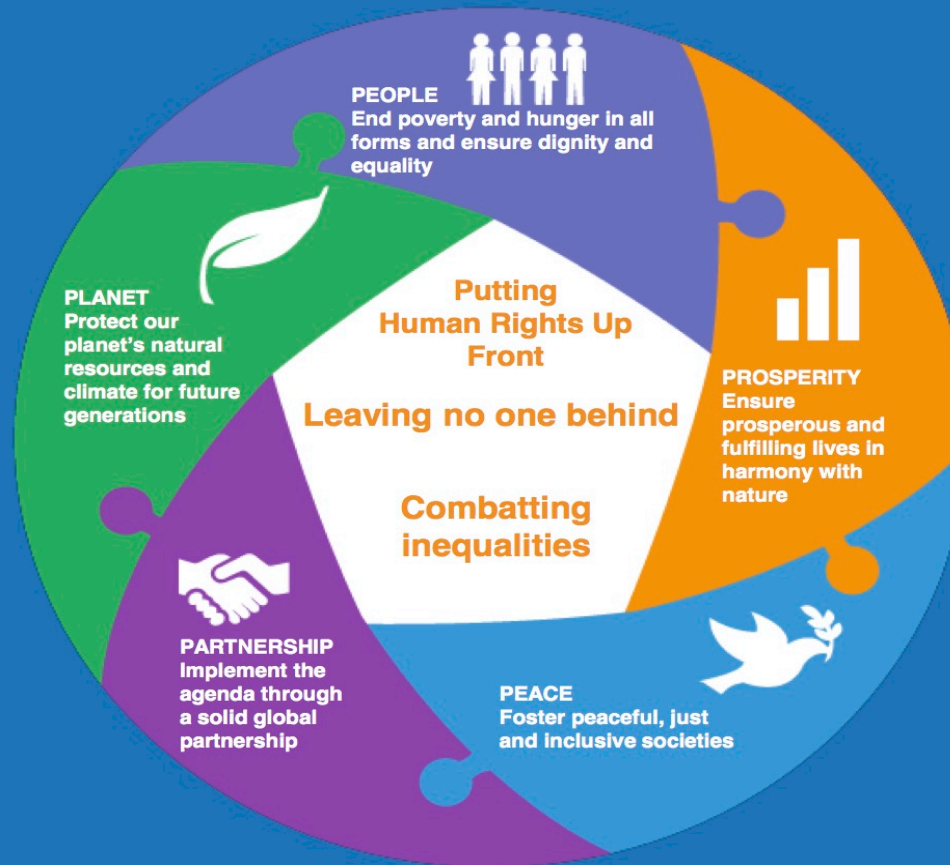 PEOPLE
End poverty and hunger in all
forms and ensure dignity and
equality
PLANET
Protect our
planet's natural
resources and
climate for future
generations
Putting
Human Rights Up
Front
Leaving no one behind
Combatting
inequalities
PROSPERITY
Ensure
prosperous and
fulfilling lives in
harmony with
nature
PARTNERSHIP
Implement the
agenda through
a solid global
partnership
PEACE
Foster peaceful, just
and inclusive societies